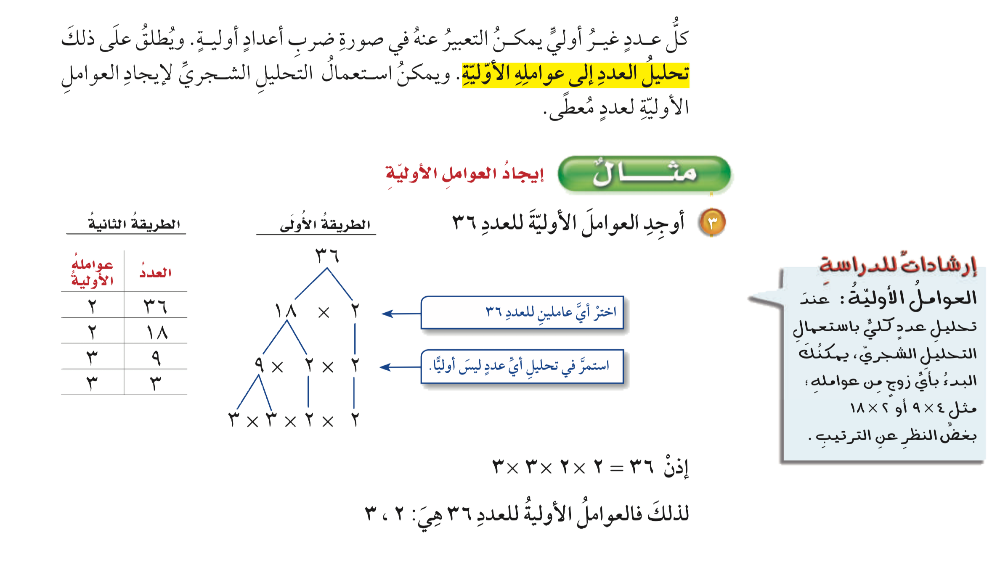 كلُّ عـددٍ غيـرُ أوليٍّ يمكـنُ التعبيرُ عنهُ في صورةِ ضربِ أعدادٍ أوليـةٍ. ويُطلقُ علَى ذلكَ
تحليلُ العددِ إلى عواملِهِ الأوّليّةِ. ويمكنُ استعمالُ التحليلِ الشـجريِّ لإيجادِ العواملِ
الأوليّةِ لعددٍ مُعطًى.
مثـــالٌ إيجادُ العواملِ الأوليّةِ
٣ أوجِدِ العواملَ الأوليّةَ للعددِ ٣٦
الطريقةُ الأُولَى
٣٦
٢ × ١٨
اخترْ أيَّ عاملينِ للعددِ ٣٦
٢ × ٢ × ٩
استمرَّ في تحليلِ أيِّ عددٍ ليسَ أوليًّا.
٢ × ٢ × ٣ × ٣
الطريقةُ الثانيةُ
العددُ عواملهُ الأوليةُ
٣٦ ٢
١٨ ٢
٩ ٣
٣ ٣
إذنْ ٣٦ = ٢ × ٢ × ٣ × ٣
لذلكَ فالعواملُ الأوليةُ للعددِ ٣٦ هِيَ: ٢ ، ٣
إرشاداتٌ للدراسةِ
العواملُ الأوليّةُ: عندَ
تحليلِ عددٍ كليٍّ باستعمالِ
التحليلِ الشجريّ، يمكنُكَ
البدءُ بأيِّ زوجٍ مِن عواملهِ؛
مثل ٤ × ٩ أو ٢ × ١٨
بغضِّ النظرِ عنِ الترتيبِ.